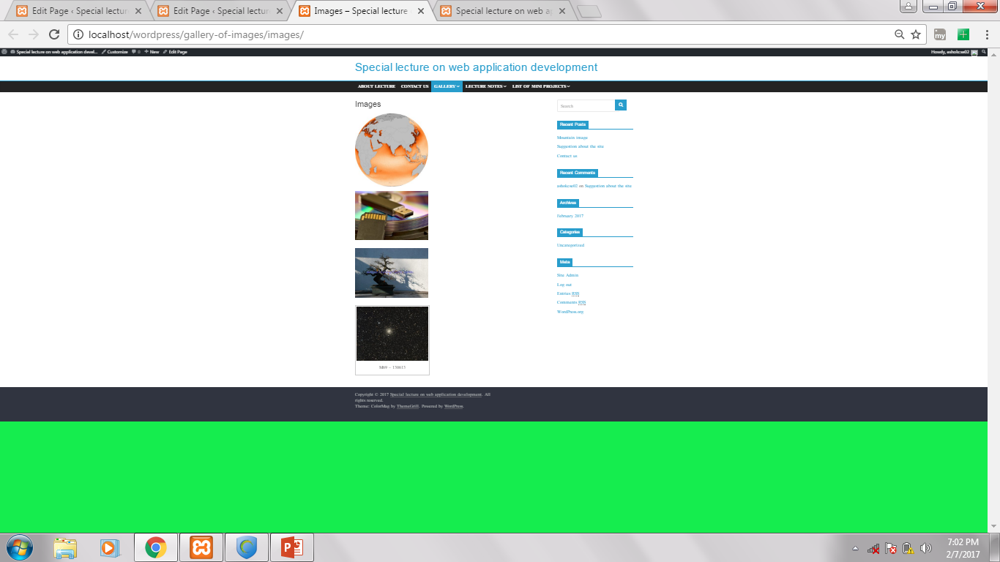 Edit Page ‹ Special lectur
Edit Page ‹ Special lectur
Images – Special lecture
Special lecture on web ap
localhost/wordpress/gallery-of-images/images/
my
Special lecture on web application devel...
Customize
0
New
Edit Page
Howdy, ashokcse02
Special lecture on web application development
ABOUT LECTURE
CONTACT US
GALLERY
LECTURE NOTES
LIST OF MINI PROJECTS
Images
Search
Recent Posts
Mountain image
Suggestion about the site
Contact us
Recent Comments
ashokcse02 on Suggestion about the site
Archives
February 2017
Categories
Uncategorized
Meta
Site Admin
Log out
Entries RSS
Comments RSS
WordPress.org
M69 – 130613
Copyright © 2017 Special lecture on web application development. All
rights reserved.
Theme: ColorMag by ThemeGrill. Powered by WordPress.
7:02 PM
2/7/2017